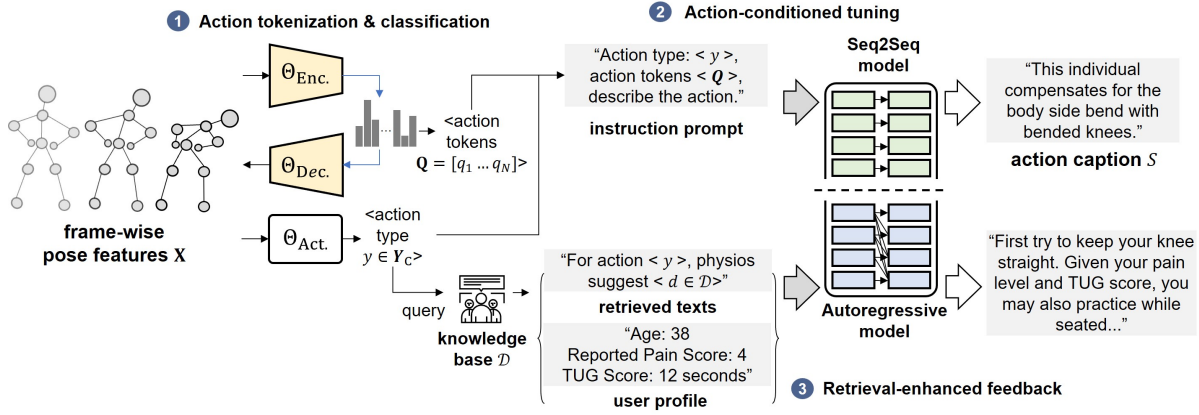 1 Action tokenization & classification
Θ_Enc.
Θ_Dec.
<action
tokens
Q = [q_1 … q_N]>
frame-wise
pose features X
Θ_Act.
<action
type
y ∈ Y_C>
query
knowledge
base 𝒟
2 Action-conditioned tuning
“Action type: < y >,
action tokens < Q >,
describe the action.”
instruction prompt
Seq2Seq
model
“This individual
compensates for the
body side bend with
bended knees.”
action caption S
“For action < y >, physios
suggest < d ∈ 𝒟>”
retrieved texts
“Age: 38
Reported Pain Score: 4
TUG Score: 12 seconds”
user profile
Autoregressive
model
“First try to keep your knee
straight. Given your pain
level and TUG score, you
may also practice while
seated...”
3 Retrieval-enhanced feedback